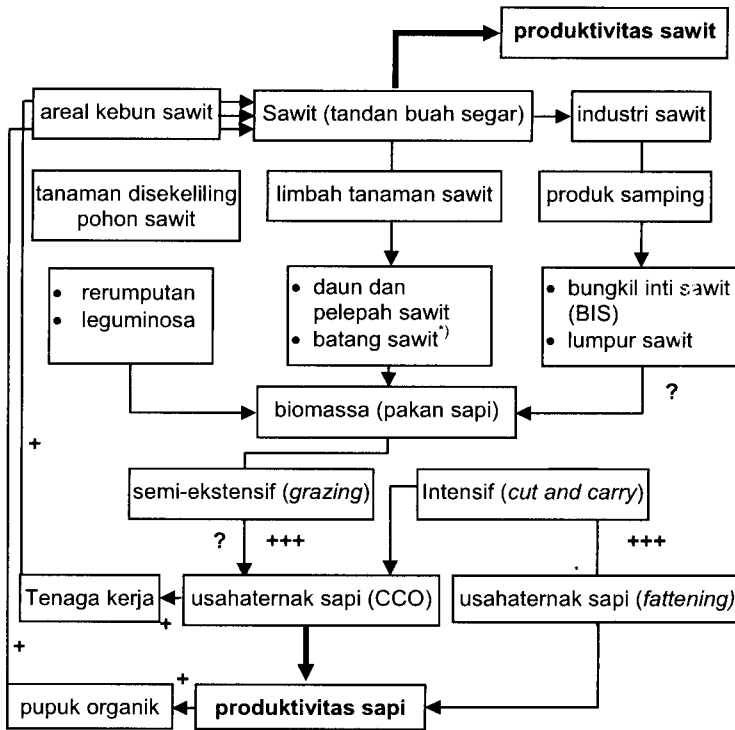 produktivitas sawit
areal kebun sawit
Sawit (tandan buah segar)
industri sawit
tanaman disekeliling
pohon sawit
limbah tanaman sawit
produk samping
• rerumputan
• leguminosa
• daun dan
pelepah sawit
• batang sawit*)
• bungkil inti sawit
(BIS)
• lumpur sawit
?
biomassa (pakan sapi)
+
semi-ekstensif (grazing)
Intensif (cut and carry)
?
+++
+++
Tenaga kerja
usahaternak sapi (CCO)
usahaternak sapi (fattening)
+
+
+
pupuk organik
produktivitas sapi